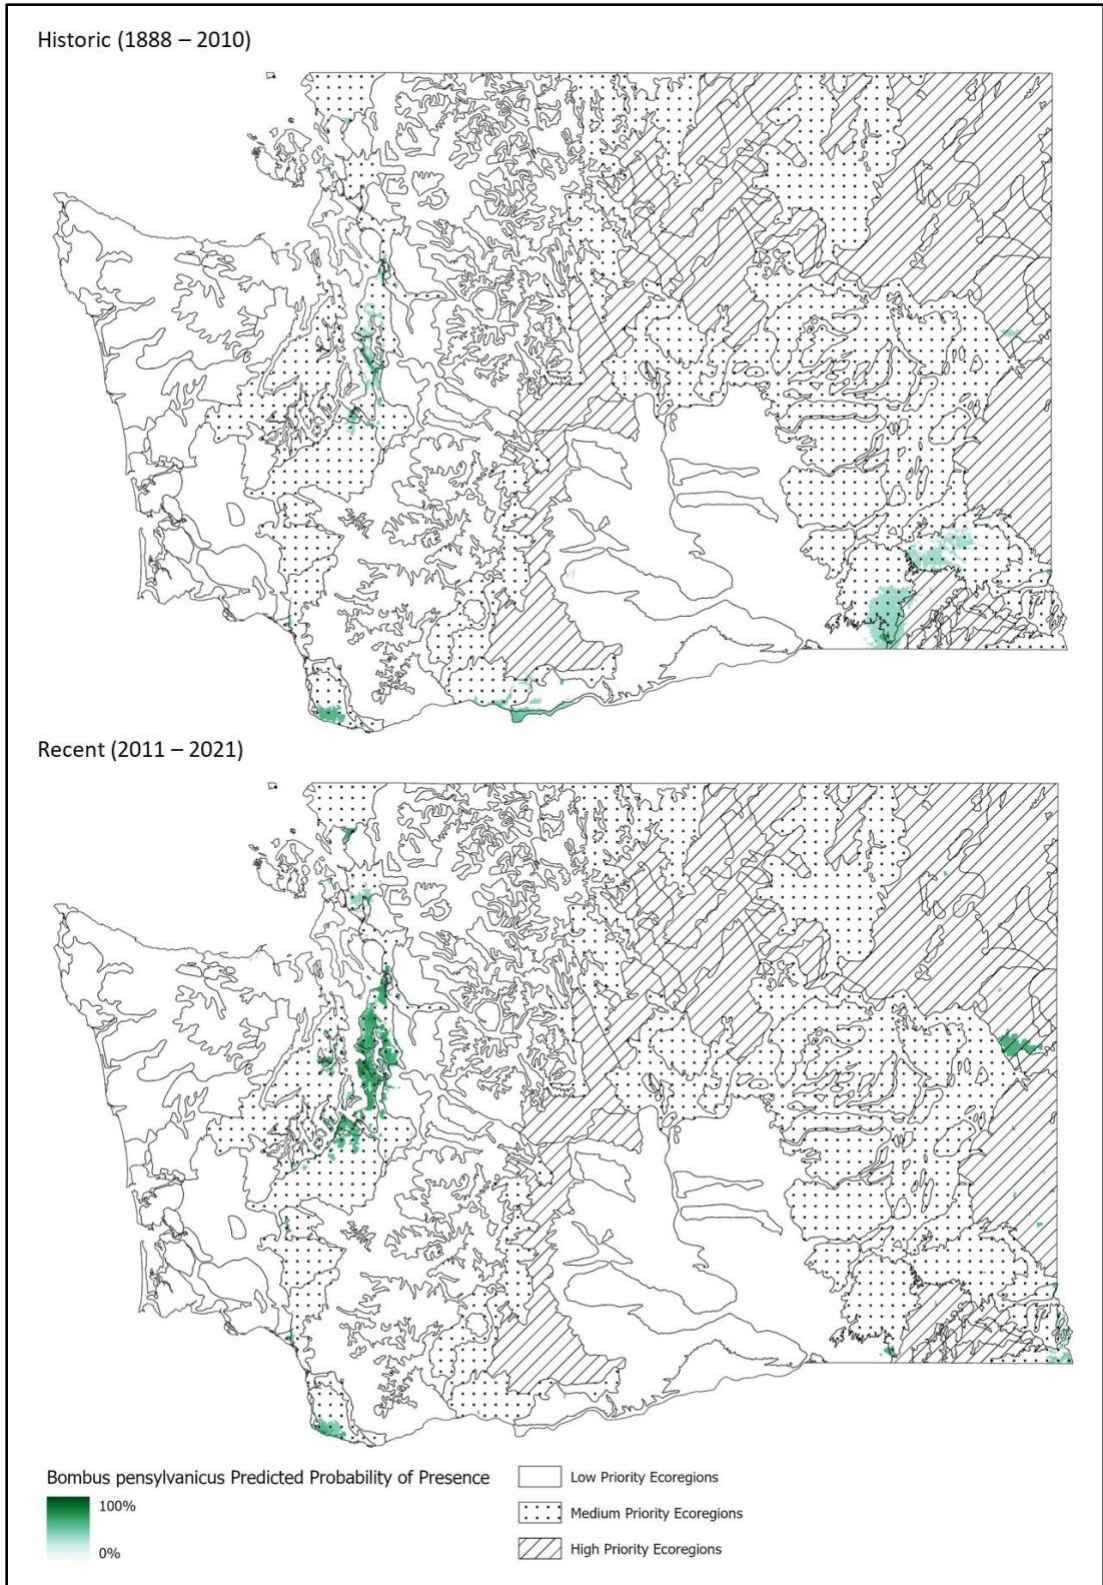 Historic (1888 – 2010)
Recent (2011 – 2021)
Bombus pensylvanicus Predicted Probability of Presence
100%
0%
Low Priority Ecoregions
Medium Priority Ecoregions
High Priority Ecoregions